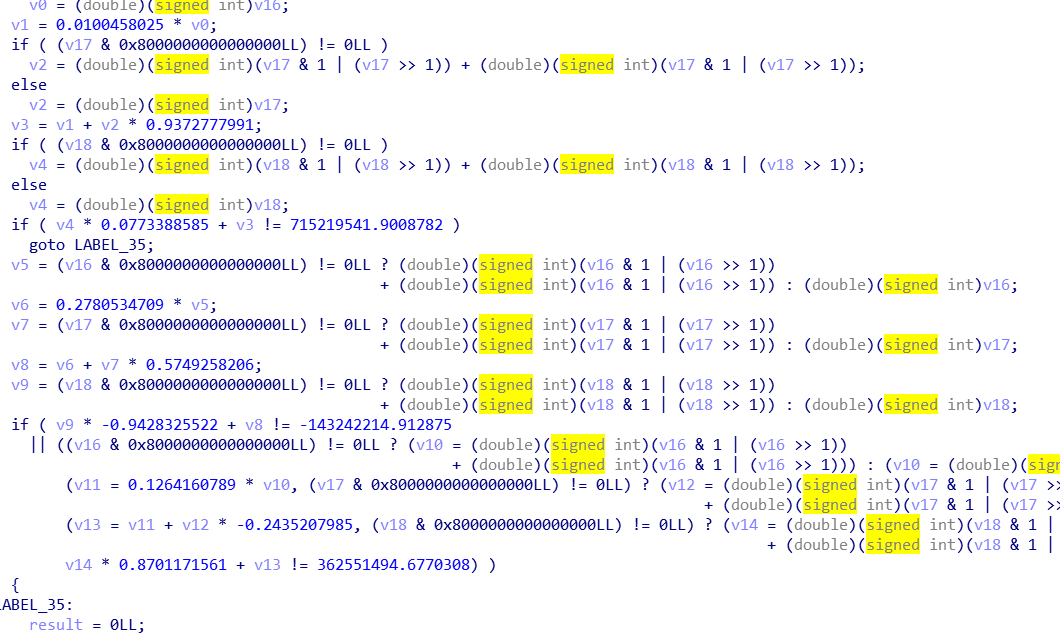 v0 = (double)(signed int)v16;
v1 = 0.0100458025 * v0;
if ( (v17 & 0x8000000000000000LL) != 0LL )
v2 = (double)(signed int)(v17 & 1 | (v17 >> 1)) + (double)(signed int)(v17 & 1 | (v17 >> 1));
else
v2 = (double)(signed int)v17;
v3 = v1 + v2 * 0.9372777991;
if ( (v18 & 0x8000000000000000LL) != 0LL )
v4 = (double)(signed int)(v18 & 1 | (v18 >> 1)) + (double)(signed int)(v18 & 1 | (v18 >> 1));
else
v4 = (double)(signed int)v18;
if ( v4 * 0.0773388585 + v3 != 715219541.9008782 )
goto LABEL_35;
v5 = (v16 & 0x8000000000000000LL) != 0LL ? (double)(signed int)(v16 & 1 | (v16 >> 1))
+ (double)(signed int)(v16 & 1 | (v16 >> 1)) : (double)(signed int)v16;
v6 = 0.2780534709 * v5;
v7 = (v17 & 0x8000000000000000LL) != 0LL ? (double)(signed int)(v17 & 1 | (v17 >> 1))
+ (double)(signed int)(v17 & 1 | (v17 >> 1)) : (double)(signed int)v17;
v8 = v6 + v7 * 0.5749258206;
v9 = (v18 & 0x8000000000000000LL) != 0LL ? (double)(signed int)(v18 & 1 | (v18 >> 1))
+ (double)(signed int)(v18 & 1 | (v18 >> 1)) : (double)(signed int)v18;
if ( v9 * -0.9428325522 + v8 != -143242214.912875
|| ((v16 & 0x8000000000000000LL) != 0LL ? (v10 = (double)(signed int)(v16 & 1 | (v16 >> 1))
+ (double)(signed int)(v16 & 1 | (v16 >> 1))) : (v10 = (double)(
(v11 = 0.1264160789 * v10, (v17 & 0x8000000000000000LL) != 0LL) ? (v12 = (double)(signed int)(v17 & 1 | (v17 >>
+ (double)(signed int)(v17 & 1 | (v17 >
(v13 = v11 + v12 * -0.2435207985, (v18 & 0x8000000000000000LL) != 0LL) ? (v14 = (double)(signed int)(v18 & 1 |
+ (double)(signed int)(v18 & 1 |
v14 * 0.8701171561 + v13 != 362551494.6770308) )
{
LABEL_35:
result = 0LL;